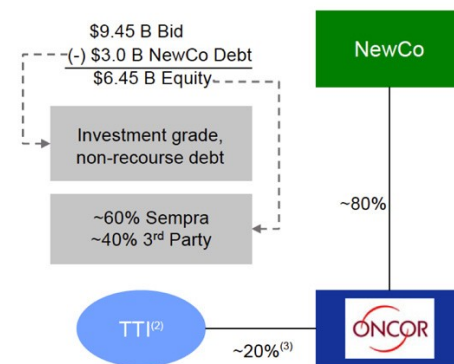 $9.45 B Bid
(-) $3.0 B NewCo Debt
$6.45 B Equity
NewCo
Investment grade,
non-recourse debt
~60% Sempra
~40% 3rd Party
~80%
TTI(2)
~20%(3)
ONCOR